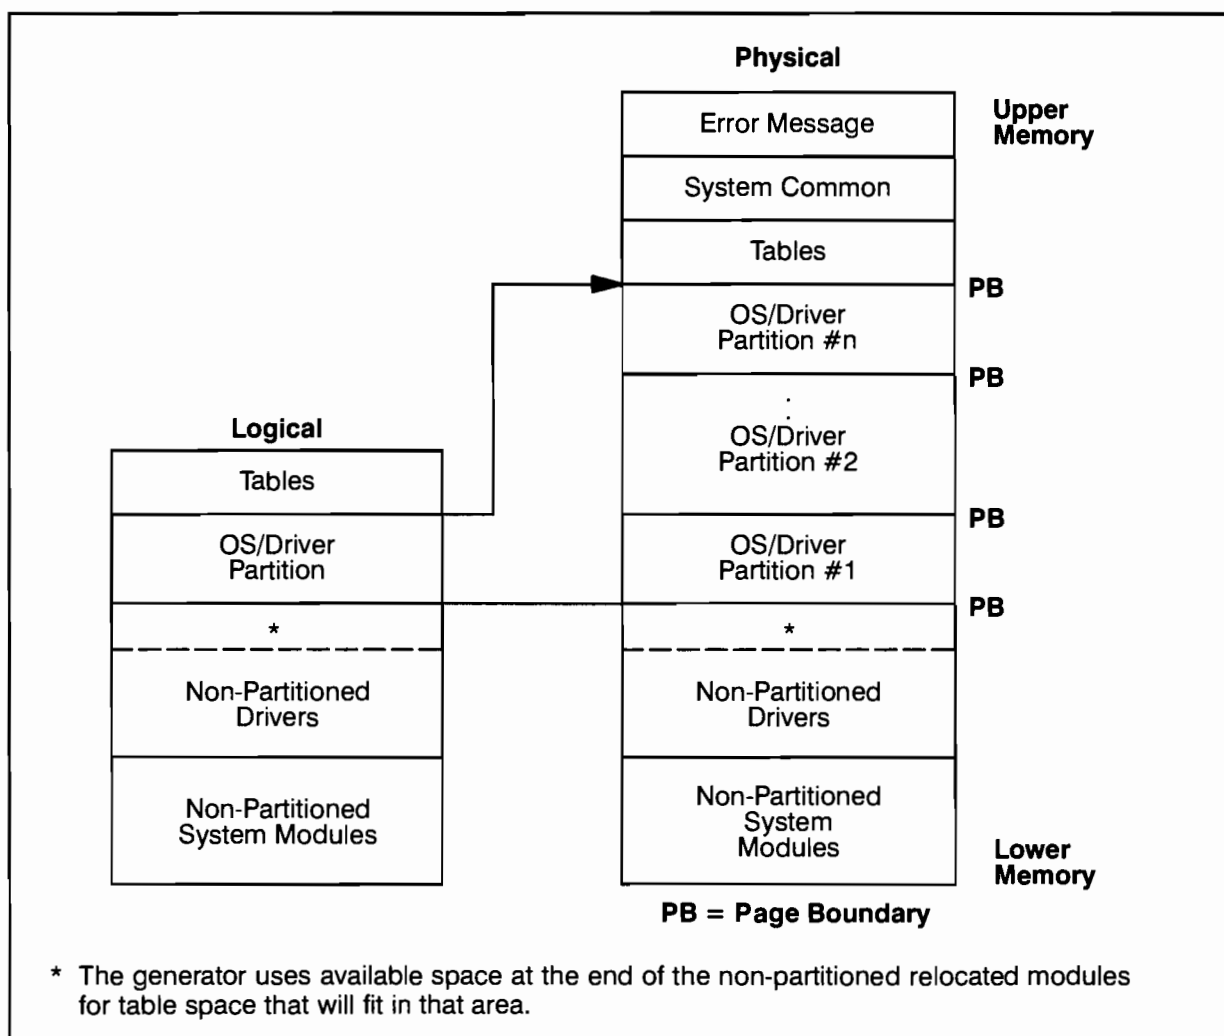 Physical
Error Message
Upper
Memory
System Common
Tables
PB
OS/Driver
Partition #n
PB
.
.
OS/Driver
Partition #2
PB
OS/Driver
Partition #1
PB
*
Non-Partitioned
Drivers
Non-Partitioned
System
Modules
Lower
Memory
Logical
Tables
OS/Driver
Partition
*
Non-Partitioned
Drivers
Non-Partitioned
System Modules
PB = Page Boundary
* The generator uses available space at the end of the non-partitioned relocated modules
for table space that will fit in that area.